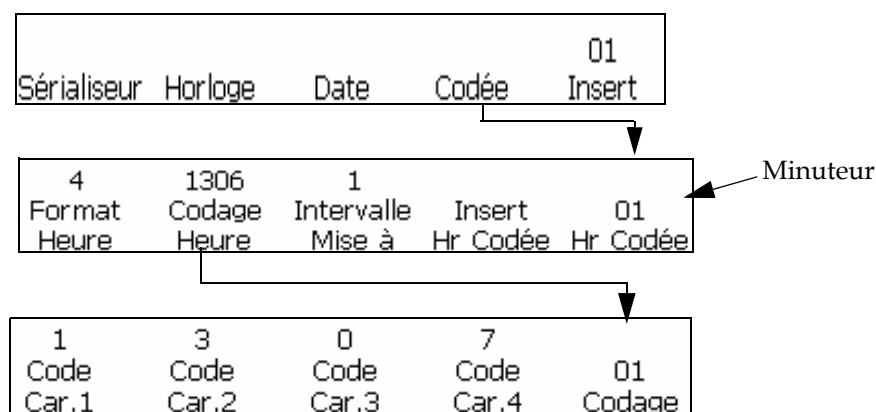 01
Sérialiseur Horloge Date Codée Insert
Minuteur
4 1306 1
Format Codage Intervalle Insert 01
Heure Heure Mise à Hr Codée Hr Codée
1 3 0 7
Code Code Code Code 01
Car.1 Car.2 Car.3 Car.4 Codage